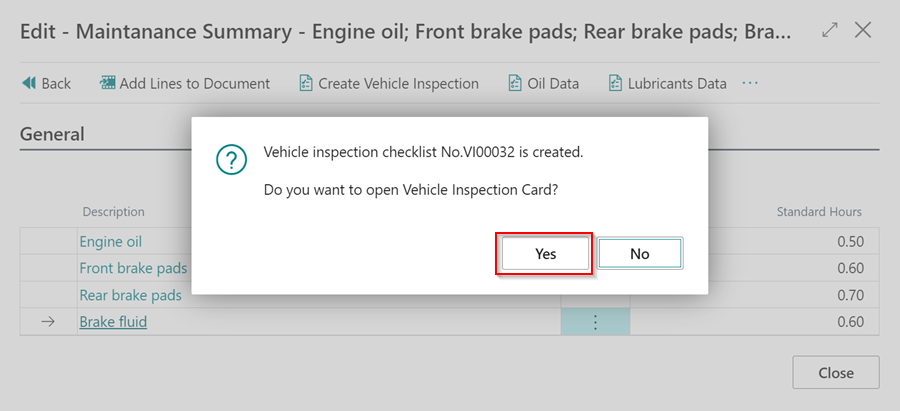 Edit - Maintanance Summary - Engine oil; Front brake pads; Rear brake pads; Bra...
Back
Add Lines to Document
Create Vehicle Inspection
Oil Data
Lubricants Data
...
General
Vehicle inspection checklist No.VI00032 is created.
Do you want to open Vehicle Inspection Card?
Yes
No
Description
Standard Hours
Engine oil
0.50
Front brake pads
0.60
Rear brake pads
0.70
Brake fluid
0.60
Close